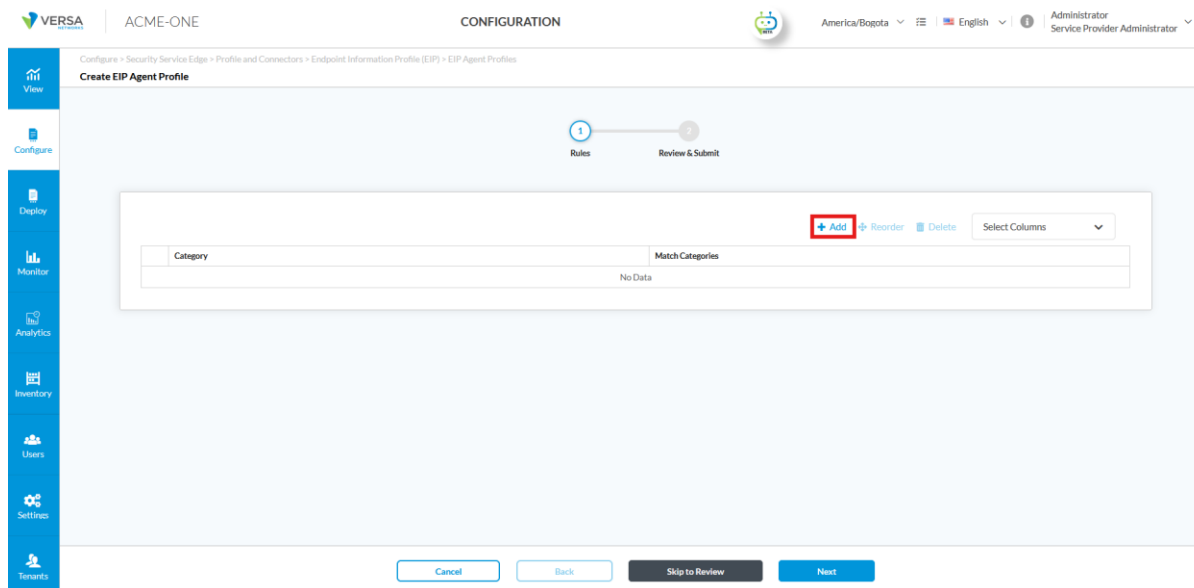 VERSA
NETWORKS
ACME-ONE
CONFIGURATION
BETA
America/Bogota
English
Administrator
Service Provider Administrator
Configure > Security Service Edge > Profile and Connectors > Endpoint Information Profile (EIP) > EIP Agent Profiles
Create EIP Agent Profile
View
Configure
Deploy
Monitor
Analytics
Inventory
Users
Settings
Tenants
1
2
Rules
Review & Submit
+ Add
Reorder
Delete
Select Columns
Category
Match Categories
No Data
Cancel
Back
Skip to Review
Next